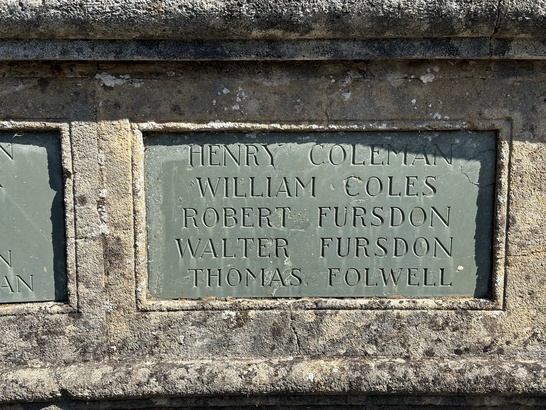 HENRY COLEMAN
WILLIAM COLES
ROBERT FURSDON
WALTER FURSDON
THOMAS FOLWELL